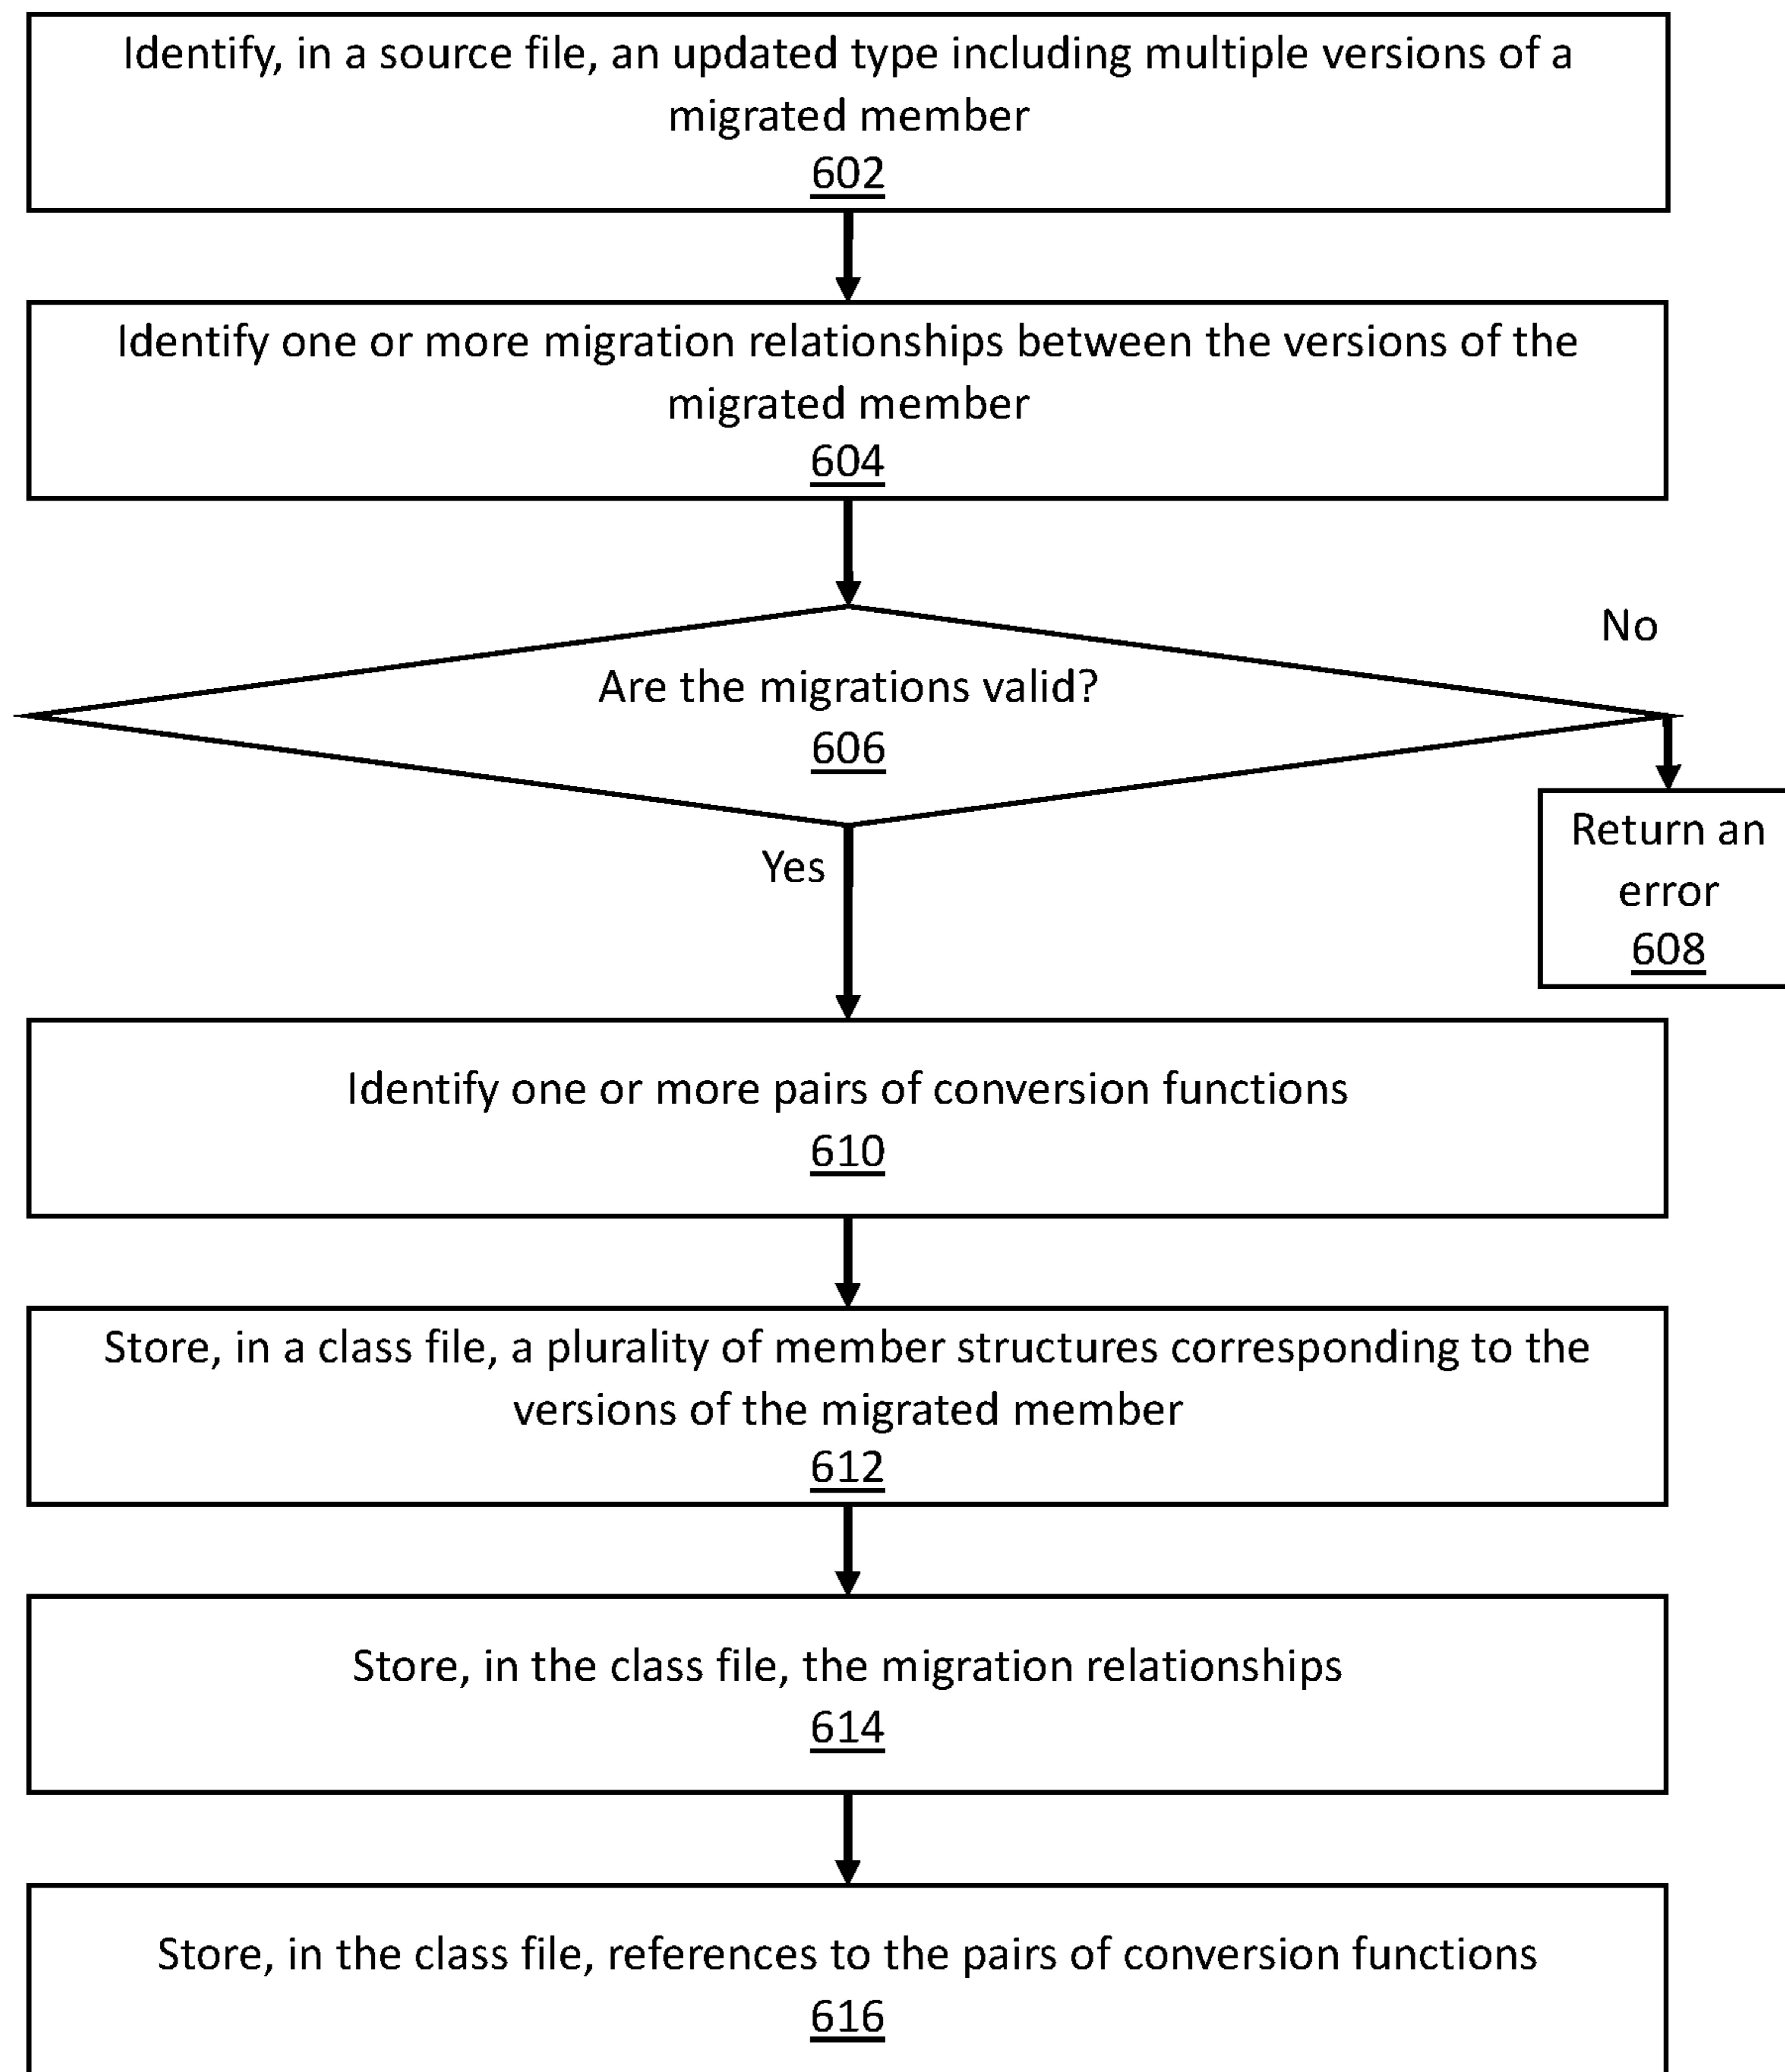 Identify, in a source file, an updated type including multiple versions of a
migrated member
602
Identify one or more migration relationships between the versions of the
migrated member
604
No
Are the migrations valid?
606
Return an
error
608
Yes
Identify one or more pairs of conversion functions
610
Store, in a class file, a plurality of member structures corresponding to the
versions of the migrated member
612
Store, in the class file, the migration relationships
614
Store, in the class file, references to the pairs of conversion functions
616